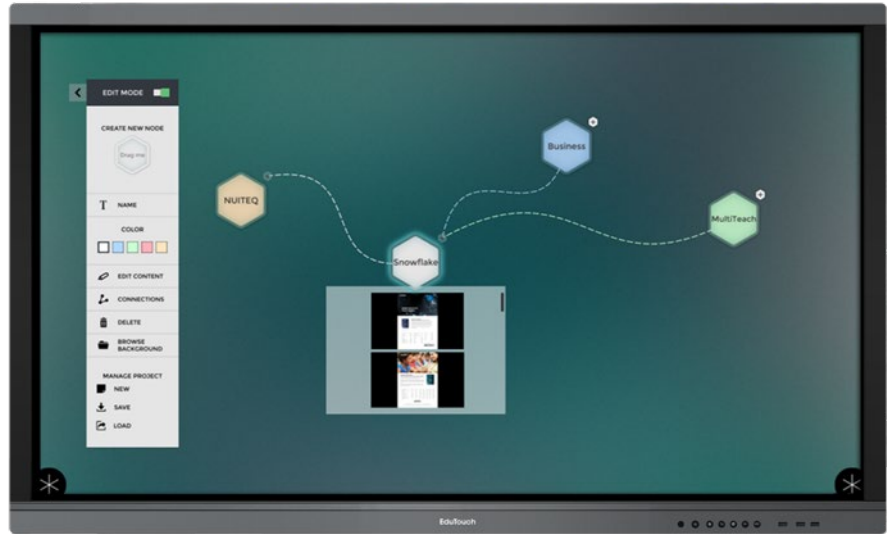 EDIT MODE
CREATE NEW NODE
Drag me
T NAME
COLOR
EDIT CONTENT
CONNECTIONS
DELETE
BROWSE
BACKGROUND
MANAGE PROJECT
NEW
SAVE
LOAD
NUITEQ
Business
MultiTeach
Snowflake
EduTouch